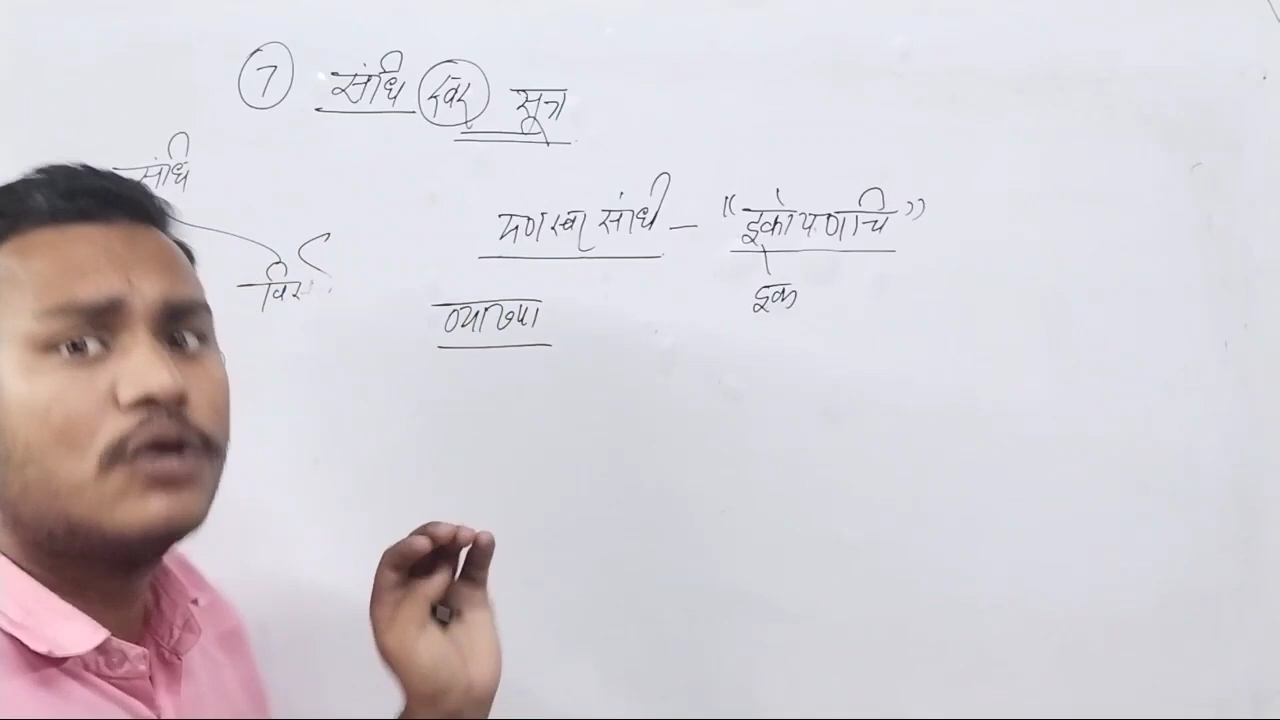 7 संधि स्वर सूत्र
संधि
यण स्वर संधि - "इकोयणचि"
इक
व्याख्या